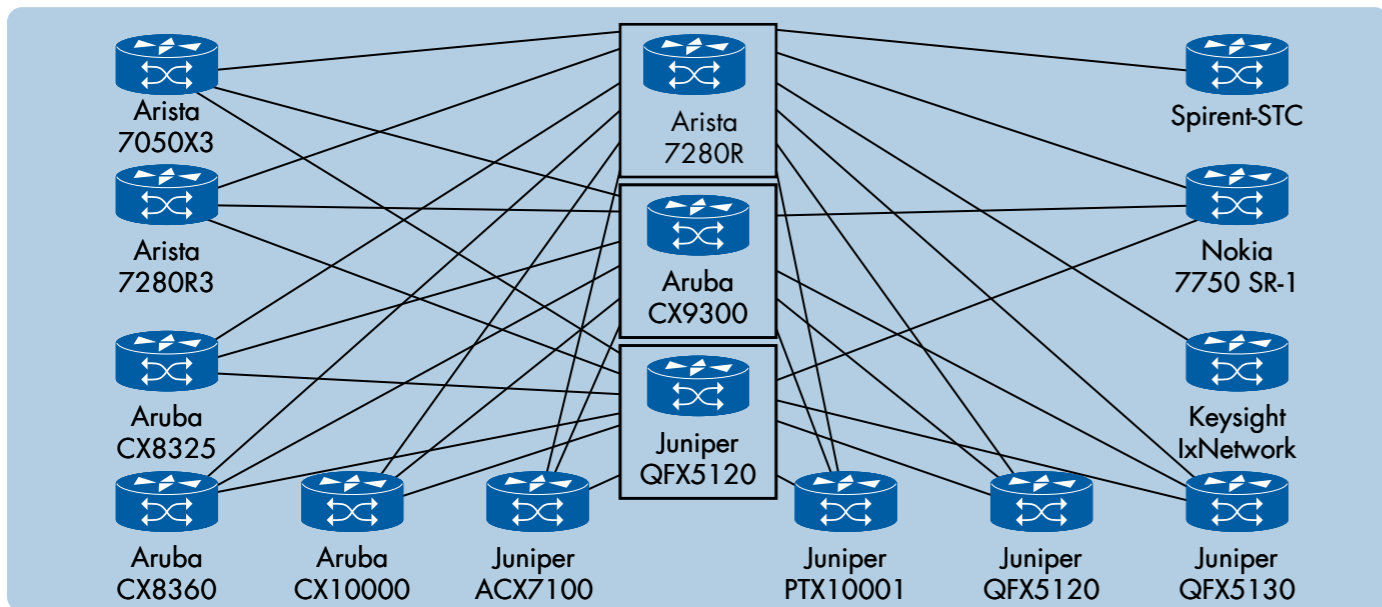 Arista
7050X3
Arista
7280R
Spirent-STC
Arista
7280R3
Aruba
CX9300
Nokia
7750 SR-1
Aruba
CX8325
Juniper
QFX5120
Keysight
IxNetwork
Aruba
CX8360
Aruba
CX10000
Juniper
ACX7100
Juniper
PTX10001
Juniper
QFX5120
Juniper
QFX5130